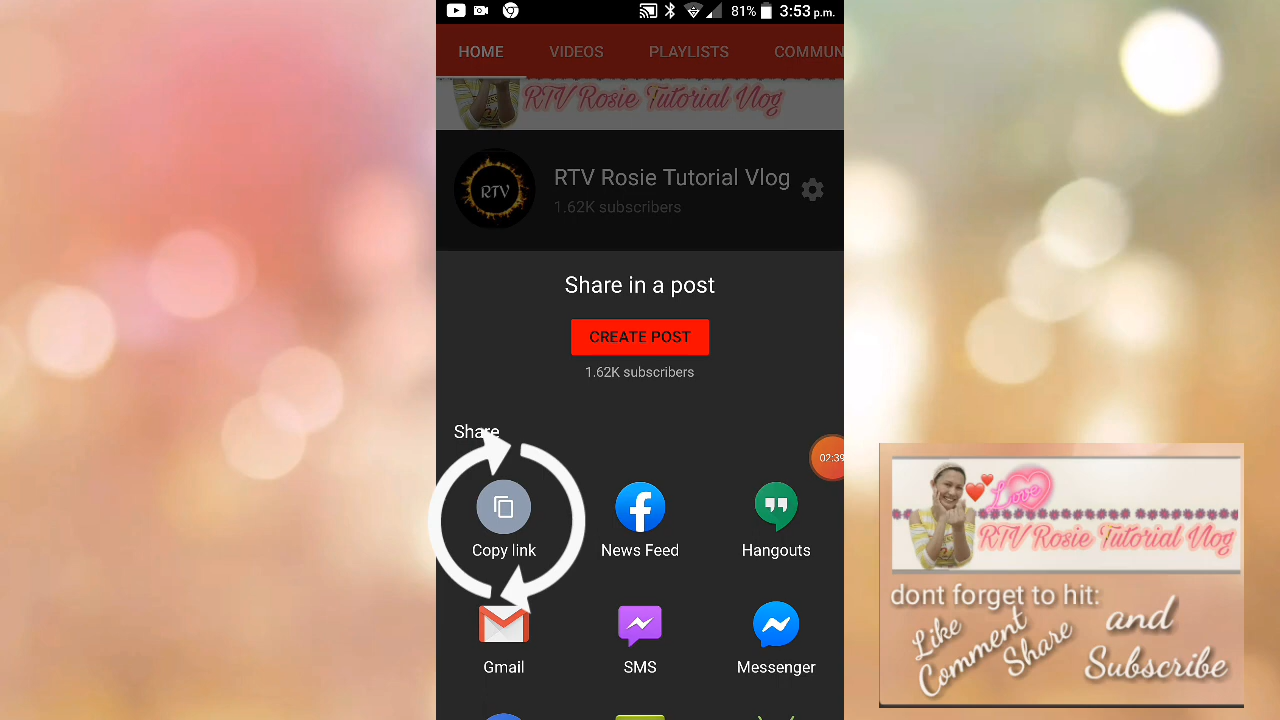 81% 3:53 p.m.
HOME VIDEOS PLAYLISTS COMMUN
RTV Rosie Tutorial Vlog
RTV
RTV Rosie Tutorial Vlog
1.62K subscribers
Share in a post
CREATE POST
1.62K subscribers
Share
02:39
Copy link
News Feed
Hangouts
Gmail
SMS
Messenger
Love
RTV Rosie Tutorial Vlog
dont forget to hit:
Like
Comment
Share
and
Subscribe